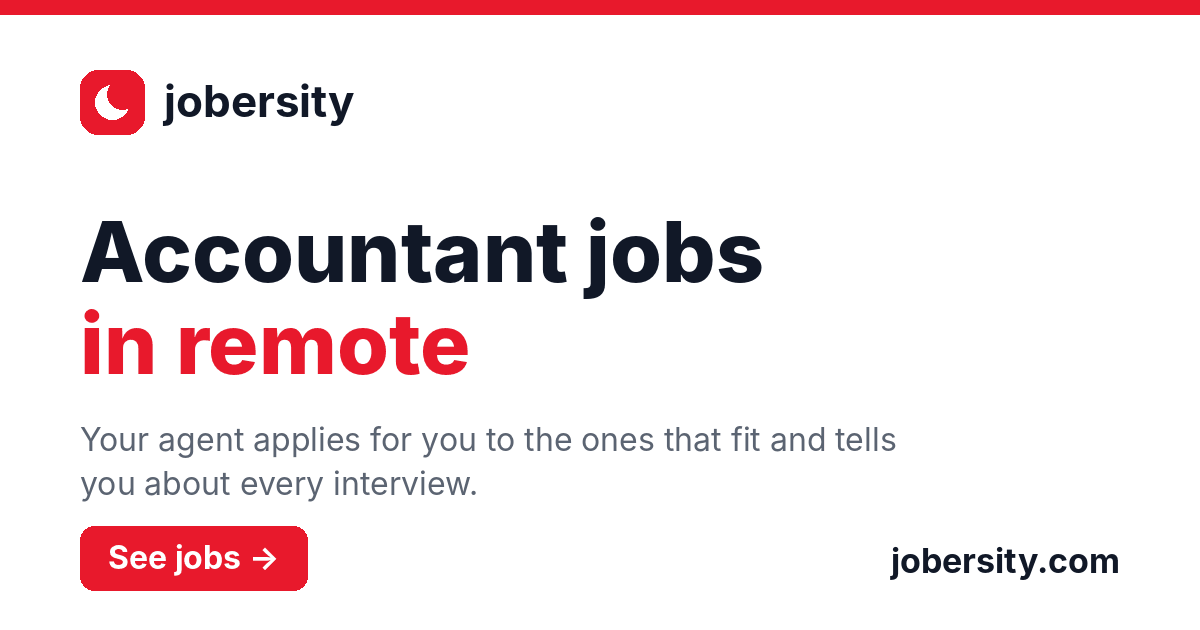 jobersity
Accountant jobs
in remote
Your agent applies for you to the ones that fit and tells
you about every interview.
See jobs →
jobersity.com